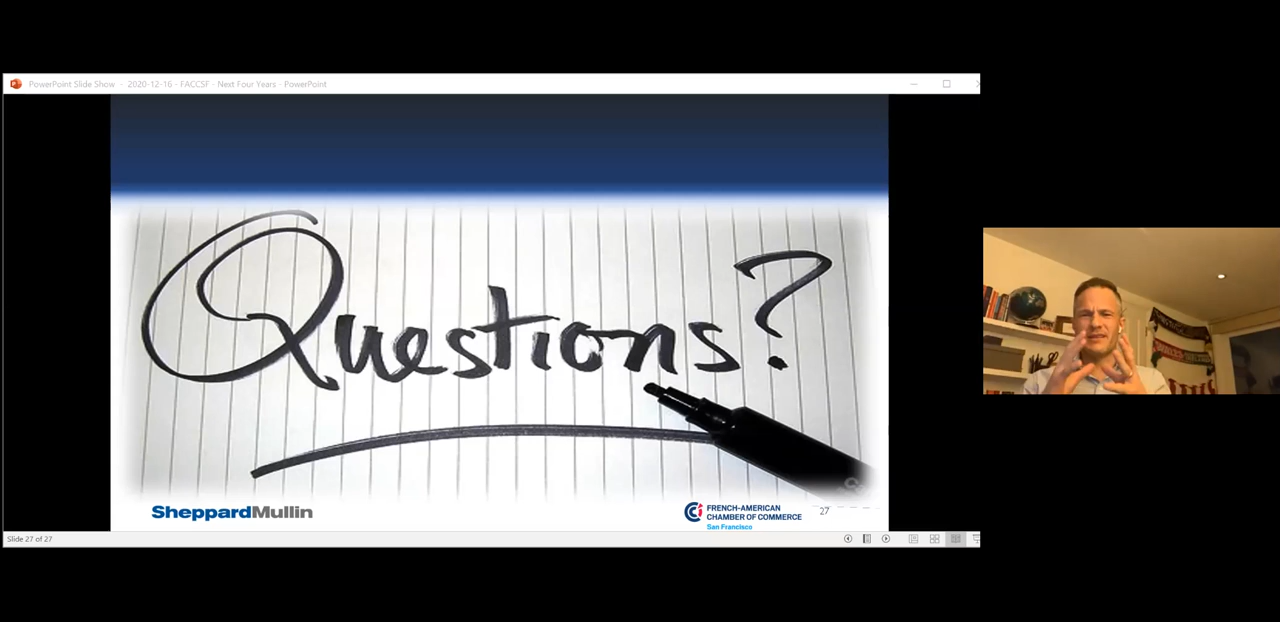 PowerPoint Slide Show - 2020-12-16 - FACCSF - Next Four Years - PowerPoint
Questions?
SheppardMullin
FRENCH-AMERICAN
CHAMBER OF COMMERCE
San Francisco
27
Slide 27 of 27